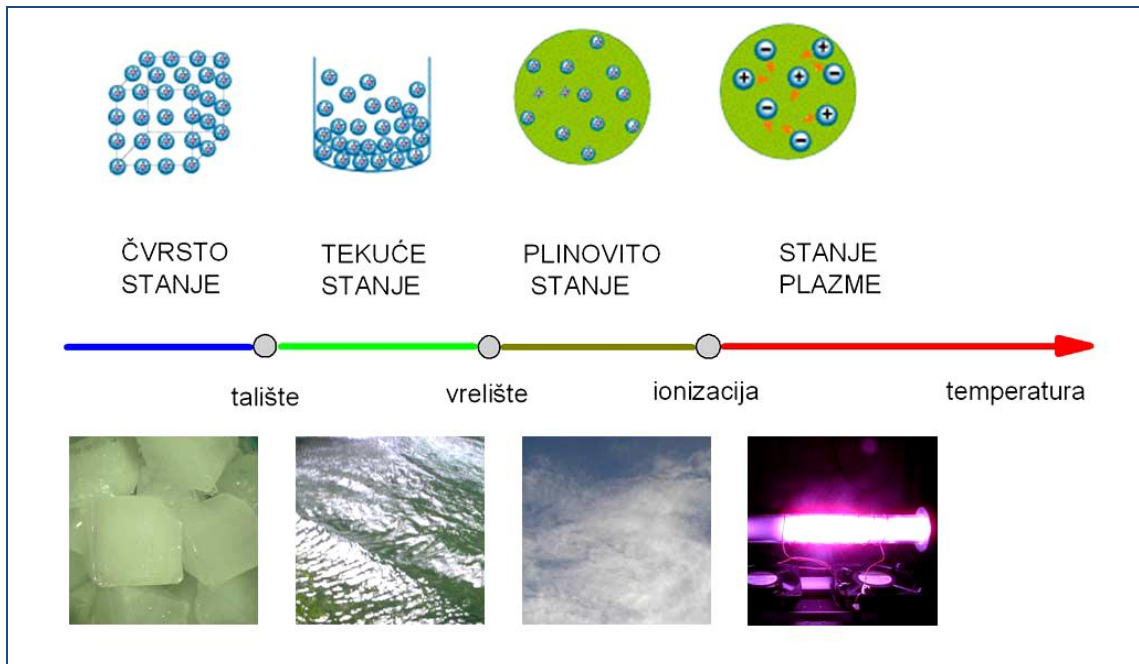 ČVRSTO
STANJE
TEKUĆE
STANJE
PLINOVITO
STANJE
STANJE
PLAZME
talište
vrelište
ionizacija
temperatura